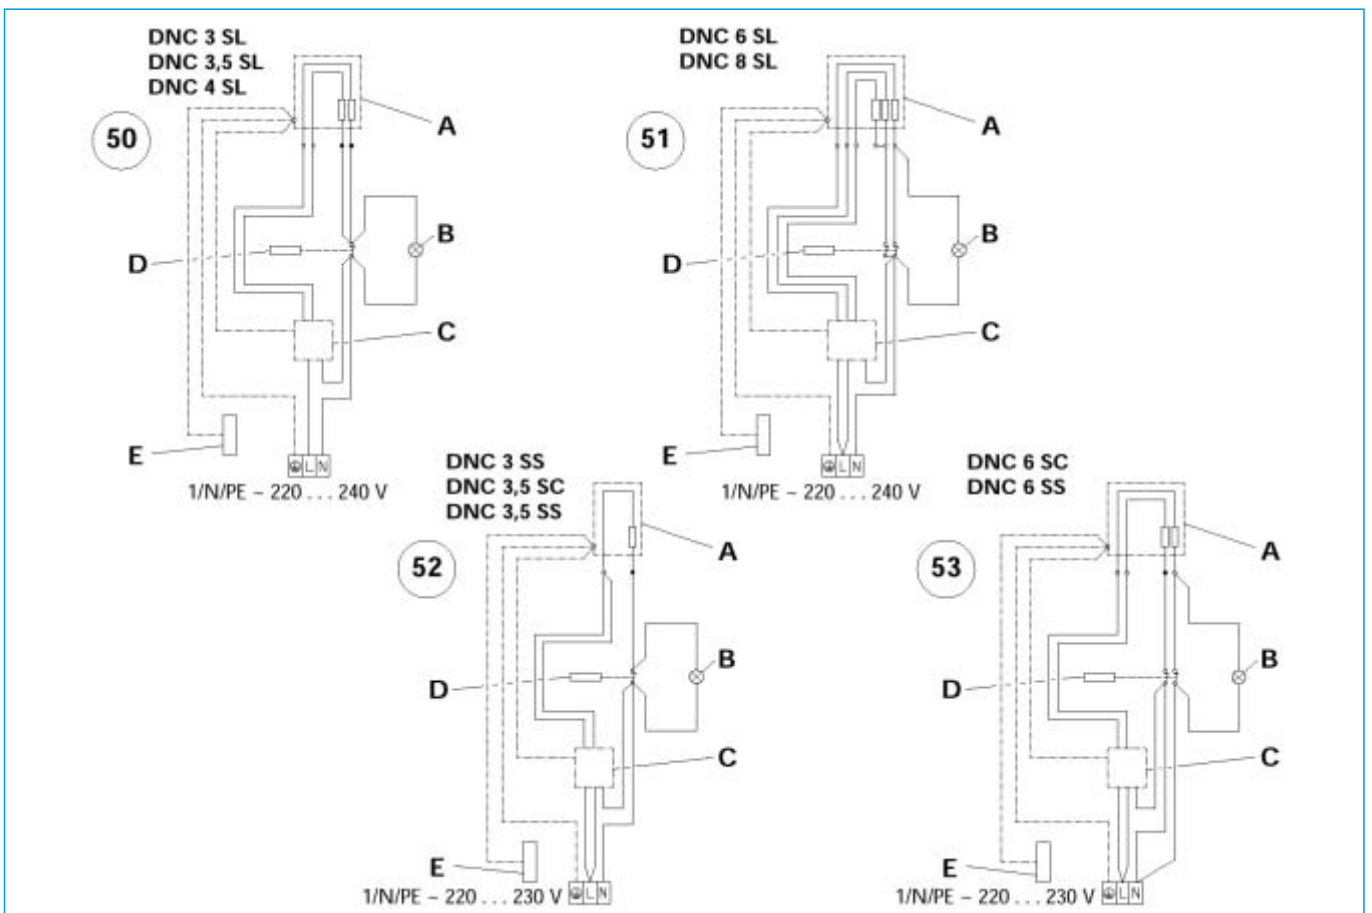 DNC 3 SL
DNC 3,5 SL
DNC 4 SL
50
A
B
D
C
E
L N
1/N/PE ~ 220 . . . 240 V
DNC 6 SL
DNC 8 SL
51
A
B
D
C
E
L N
1/N/PE ~ 220 . . . 240 V
DNC 3 SS
DNC 3,5 SC
DNC 3,5 SS
52
A
B
D
C
E
1/N/PE ~ 220 . . . 230 V
L N
DNC 6 SC
DNC 6 SS
53
A
B
D
C
E
1/N/PE ~ 220 . . . 230 V
L N